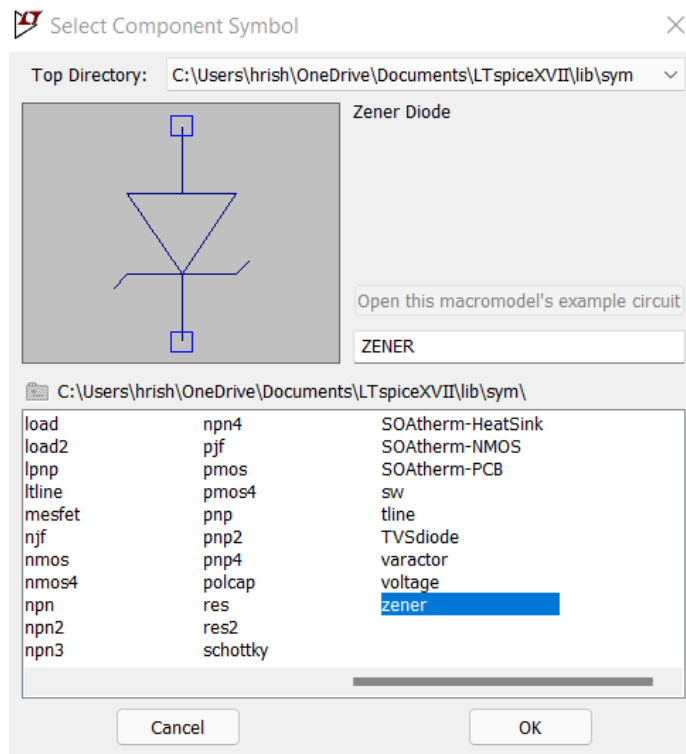 Select Component Symbol
Top Directory: C:\Users\hrish\OneDrive\Documents\LTspiceXVII\lib\sym
Zener Diode
Open this macromodel's example circuit
ZENER
C:\Users\hrish\OneDrive\Documents\LTspiceXVII\lib\sym\
load
load2
lpnp
ltline
mesfet
njf
nmos
nmos4
npn
npn2
npn3
npn4
pjf
pmos
pmos4
pnp
pnp2
pnp4
polcap
res
res2
schottky
SOAtherm-HeatSink
SOAtherm-NMOS
SOAtherm-PCB
sw
tline
TVSdiode
varactor
voltage
zener
Cancel
OK